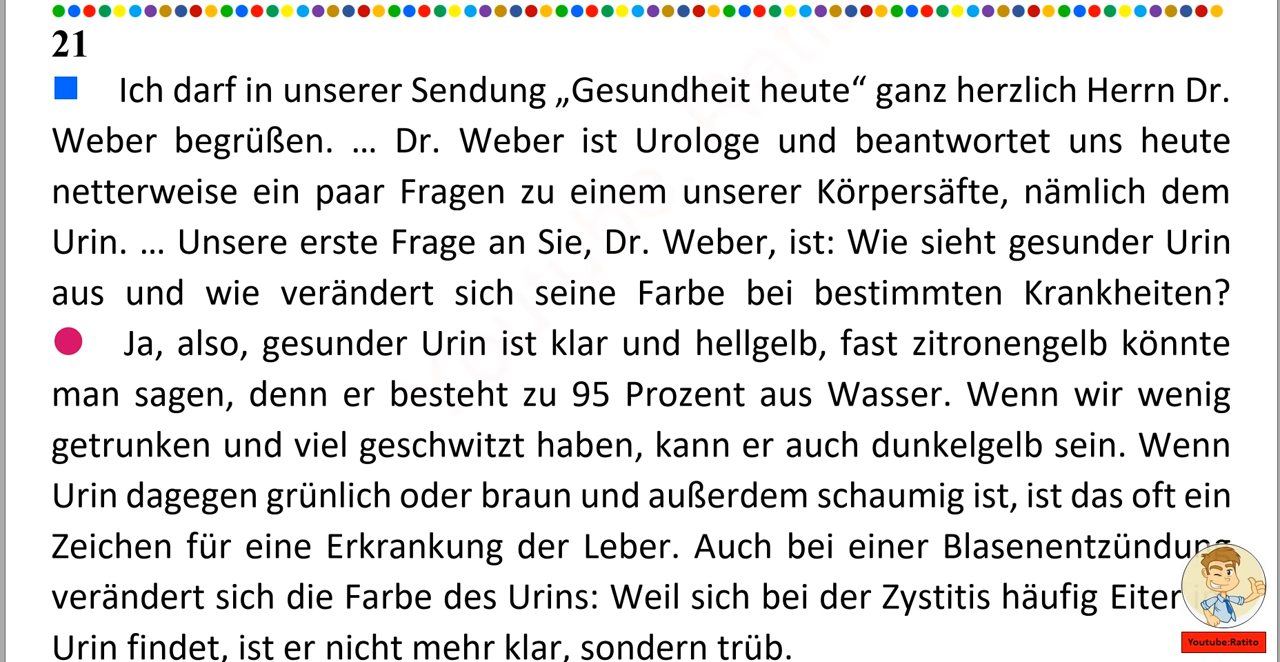 21
Ich darf in unserer Sendung „Gesundheit heute“ ganz herzlich Herrn Dr.
Weber begrüßen. ... Dr. Weber ist Urologe und beantwortet uns heute
netterweise ein paar Fragen zu einem unserer Körpersäfte, nämlich dem
Urin. ... Unsere erste Frage an Sie, Dr. Weber, ist: Wie sieht gesunder Urin
aus und wie verändert sich seine Farbe bei bestimmten Krankheiten?
Ja, also, gesunder Urin ist klar und hellgelb, fast zitronengelb könnte
man sagen, denn er besteht zu 95 Prozent aus Wasser. Wenn wir wenig
getrunken und viel geschwitzt haben, kann er auch dunkelgelb sein. Wenn
Urin dagegen grünlich oder braun und außerdem schaumig ist, ist das oft ein
Zeichen für eine Erkrankung der Leber. Auch bei einer Blasenentzündung
verändert sich die Farbe des Urins: Weil sich bei der Zystitis häufig Eiter
Urin findet, ist er nicht mehr klar, sondern trüb.
Youtube:Ratito